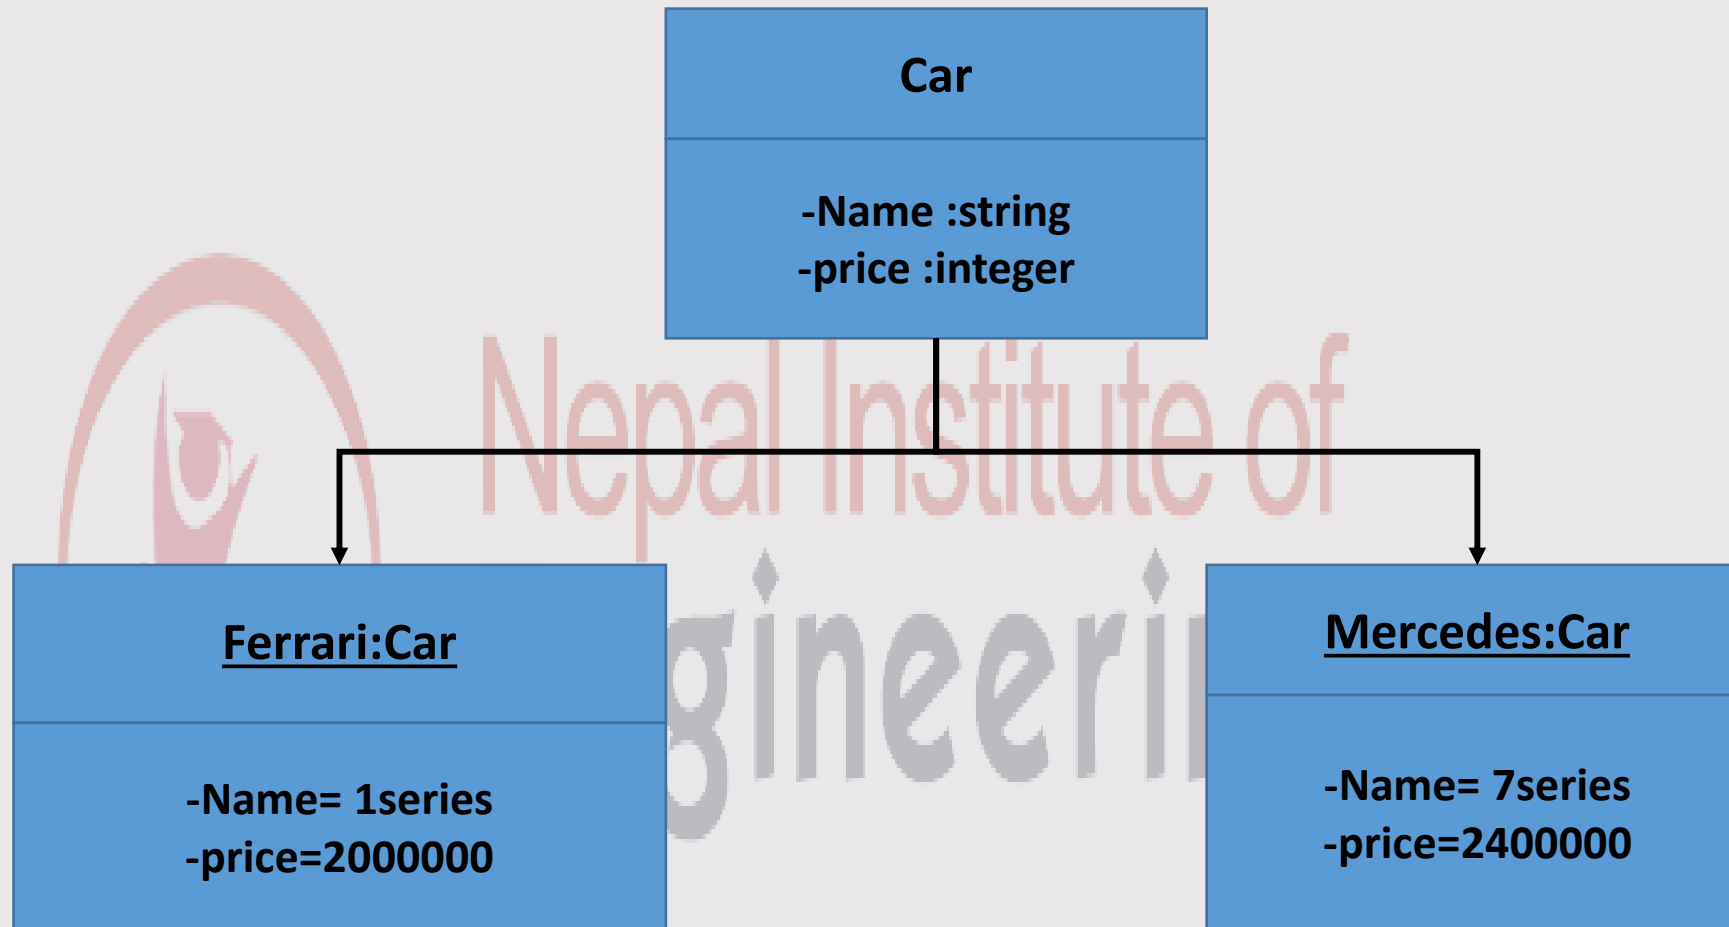 Car
-Name :string
-price :integer
Nepal Institute of
Ferrari:Car
-Name= 1series
-price=2000000
Mercedes:Car
-Name= 7series
-price=2400000